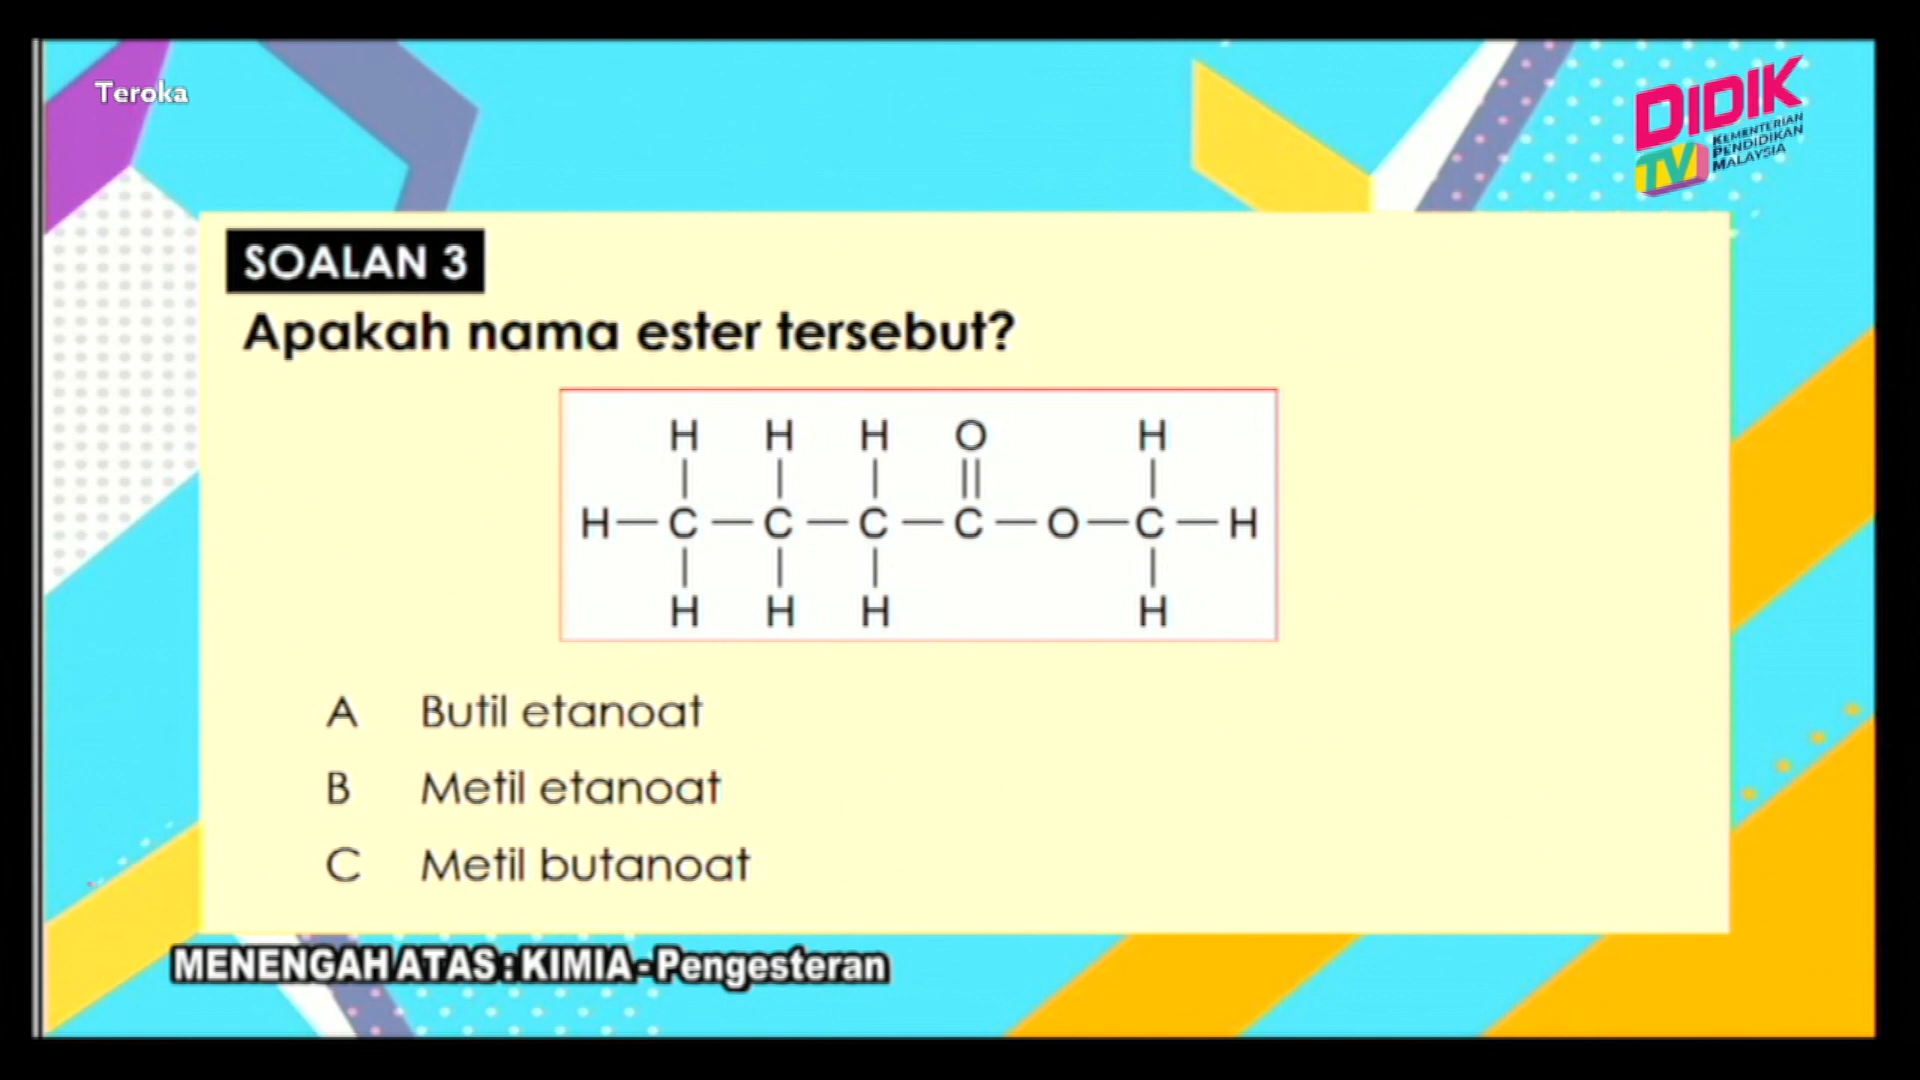 Teroka
DIDIK
TV
KEMENTERIAN
PENDIDIKAN
MALAYSIA
SOALAN 3
Apakah nama ester tersebut?
H H H O H
H C C C C O C H
H H H H
A Butil etanoat
B Metil etanoat
C Metil butanoat
MENENGAH ATAS : KIMIA - Pengesteran